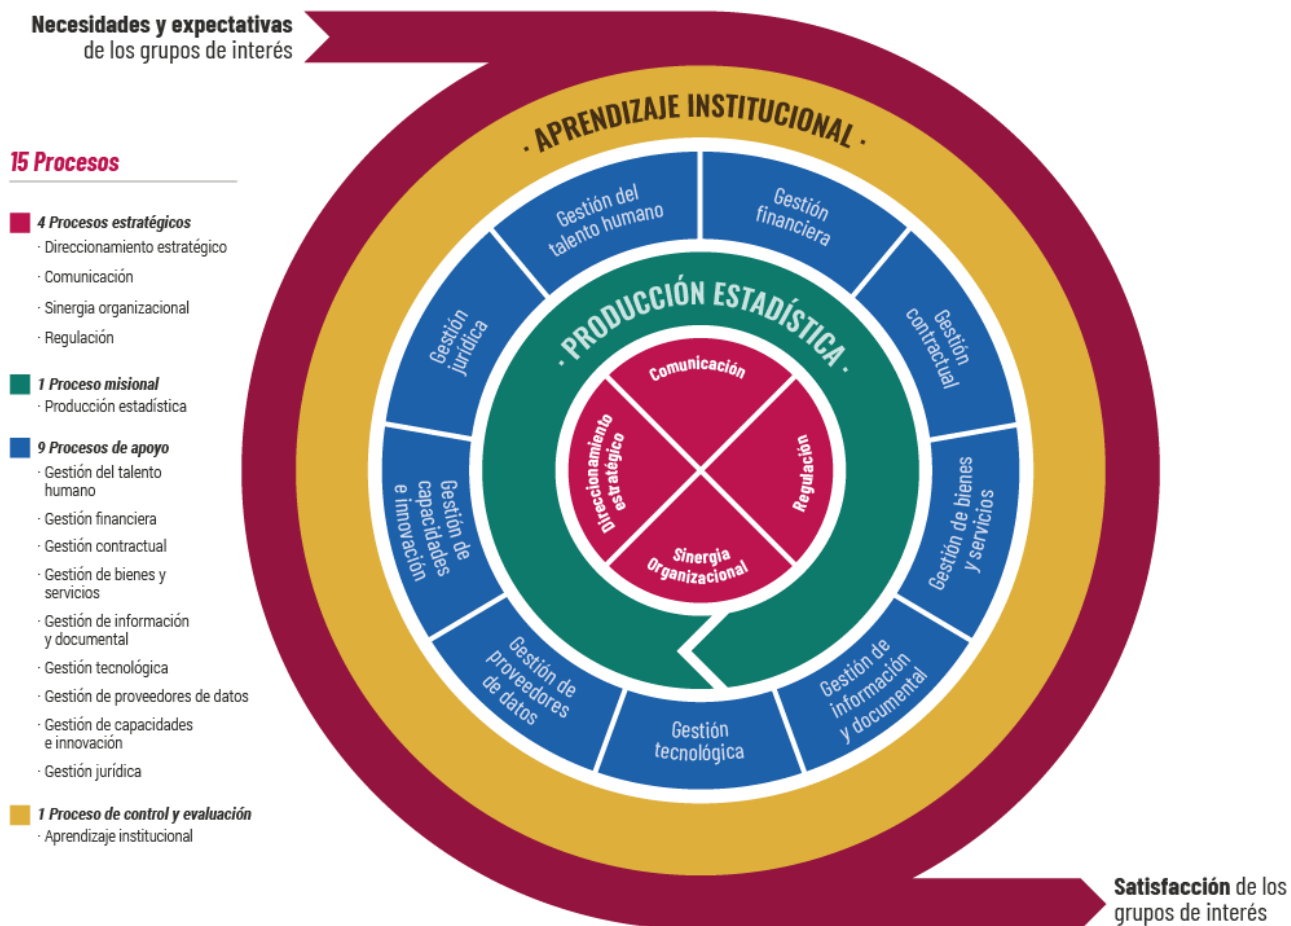 Necesidades y expectativas
de los grupos de interés
15 Procesos
4 Procesos estratégicos
· Direccionamiento estratégico
· Comunicación
· Sinergia organizacional
· Regulación
1 Proceso misional
· Producción estadística
9 Procesos de apoyo
· Gestión del talento
humano
· Gestión financiera
· Gestión contractual
· Gestión de bienes y
servicios
· Gestión de información
y documental
· Gestión tecnológica
· Gestión de proveedores de datos
· Gestión de capacidades
e innovación
· Gestión jurídica
1 Proceso de control y evaluación
· Aprendizaje institucional
· APRENDIZAJE INSTITUCIONAL ·
Gestión del
talento humano
Gestión
financiera
Gestión
contractual
Gestión de bienes
y servicios
Gestión de
información
y documental
Gestión
tecnológica
Gestión de
proveedores
de datos
Gestión de
capacidades
e innovación
Gestión
jurídica
· PRODUCCIÓN ESTADÍSTICA ·
Comunicación
Regulación
Sinergia
Organizacional
Direccionamiento
estratégico
Satisfacción de los
grupos de interés